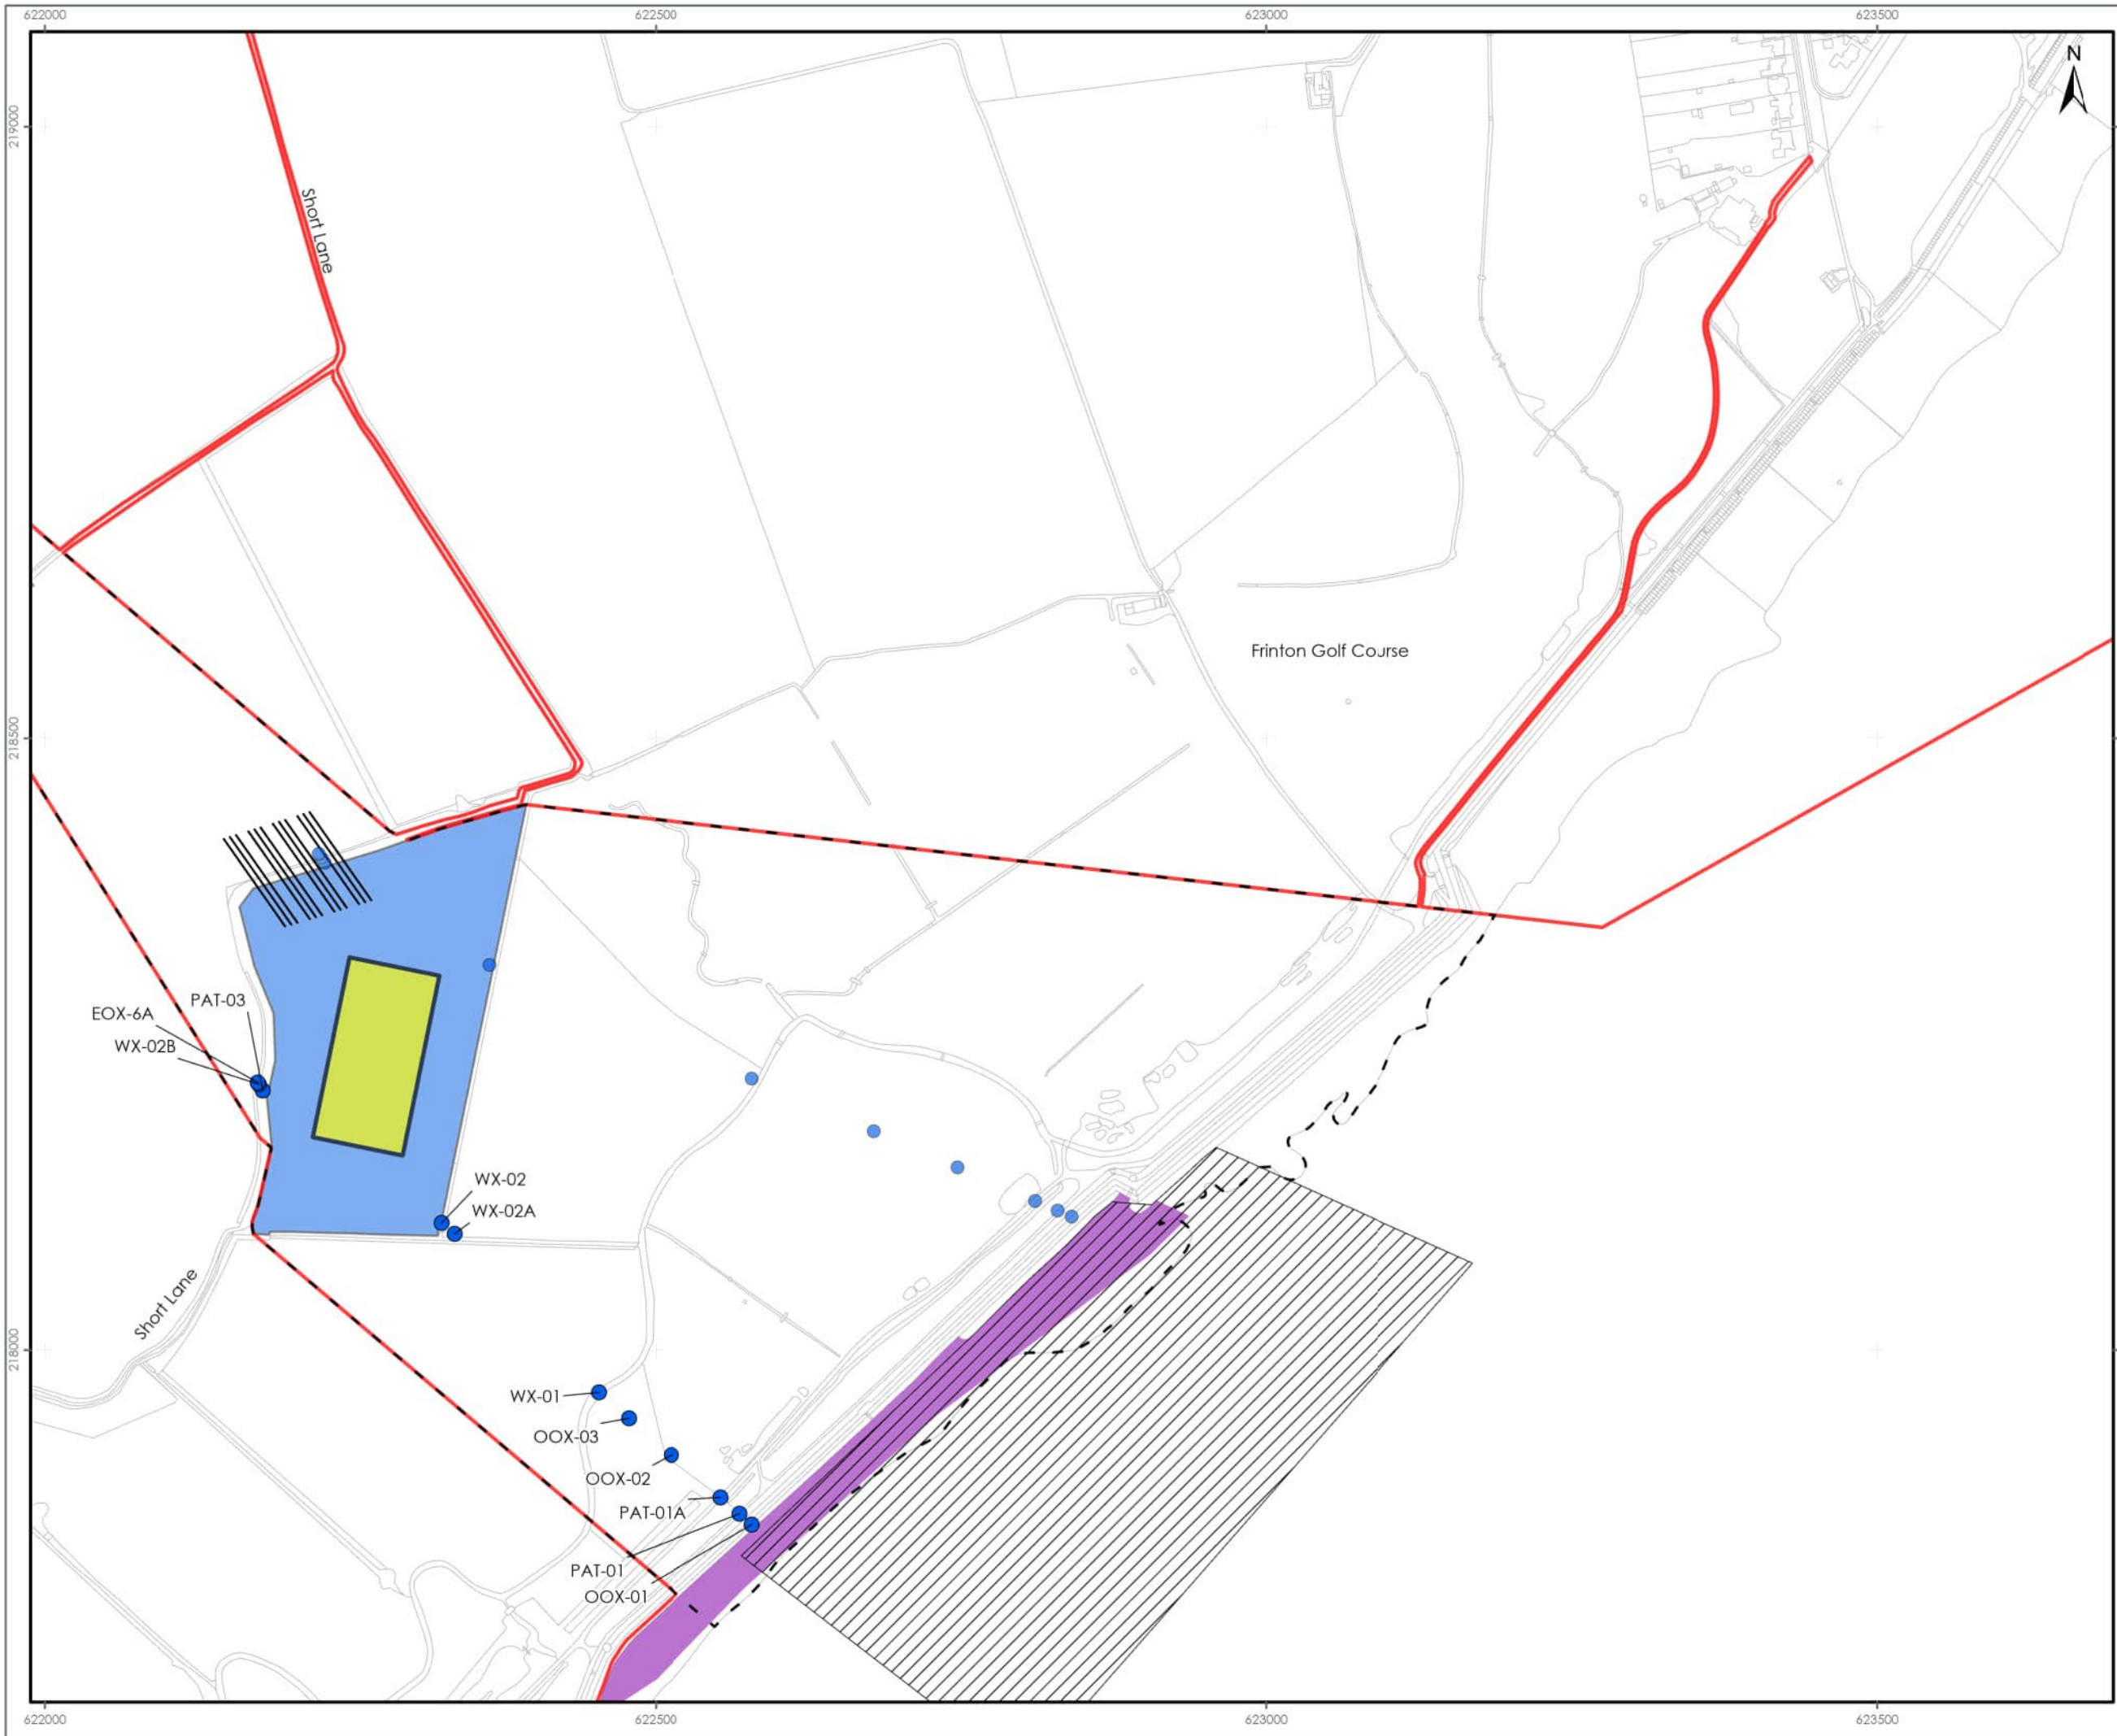 622000
622500
623000
623500
N
219000
Short Lane
Frinton Golf Course
218500
PAT-03
EOX-6A
WX-02B
WX-02
WX-02A
Short Lane
218000
WX-01
OOX-03
OOX-02
PAT-01A
PAT-01
OOX-01
622000
622500
623000
623500